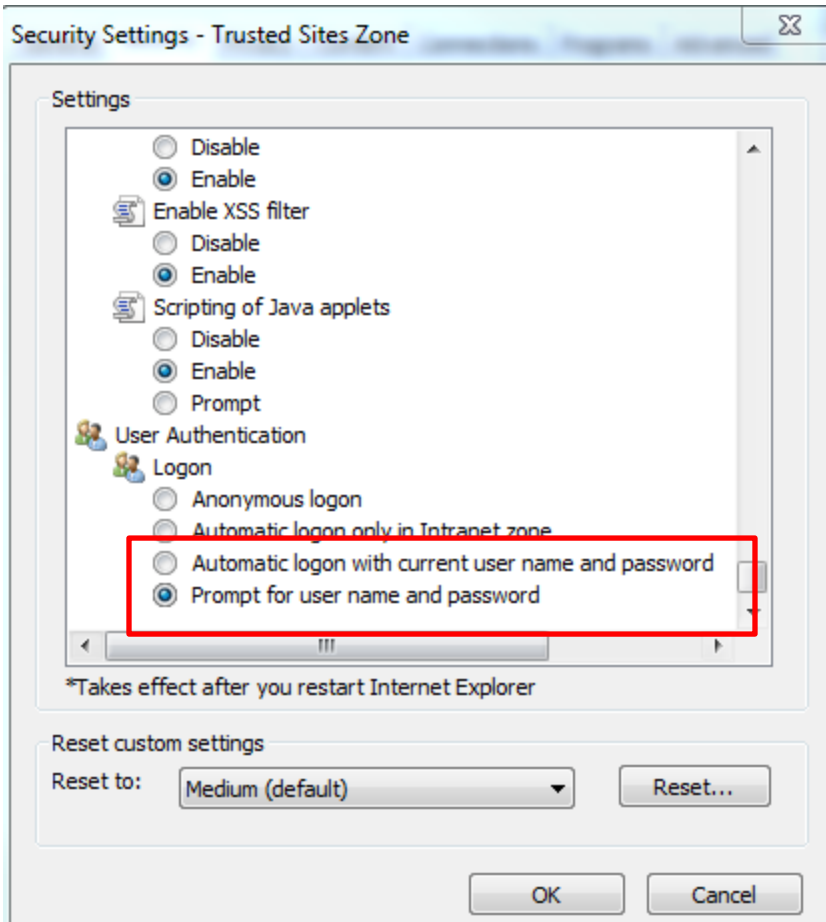 Security Settings - Trusted Sites Zone
Settings
Disable
Enable
Enable XSS filter
Disable
Enable
Scripting of Java applets
Disable
Enable
Prompt
User Authentication
Logon
Anonymous logon
Automatic logon only in Intranet zone
Automatic logon with current user name and password
Prompt for user name and password
*Takes effect after you restart Internet Explorer
Reset custom settings
Reset to: Medium (default) Reset...
OK Cancel